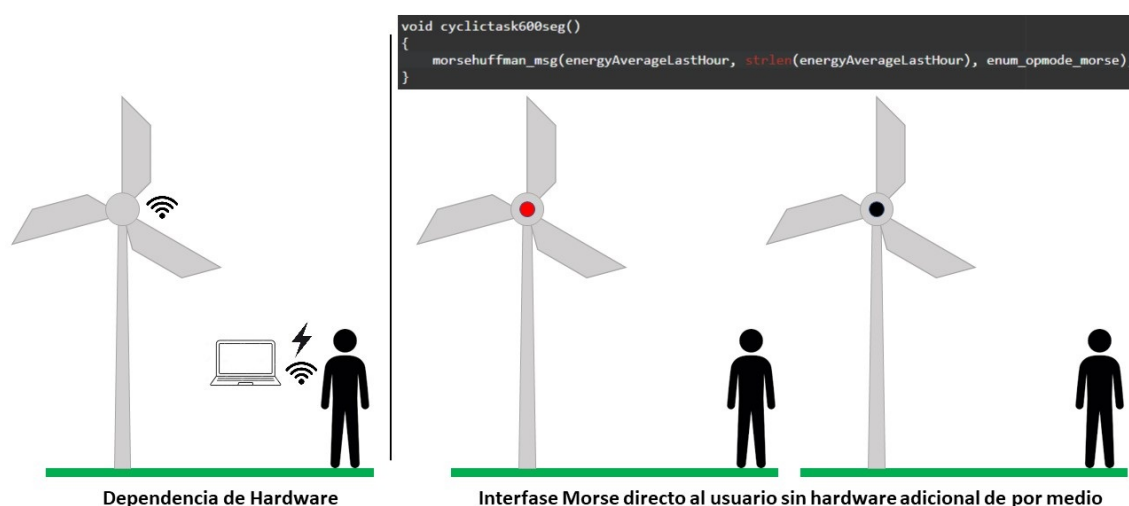 void cyclictask600seg()
{
morsehuffman_msg(energyAverageLastHour, strlen(energyAverageLastHour), enum_opmode_morse)
}
Dependencia de Hardware
Interfase Morse directo al usuario sin hardware adicional de por medio